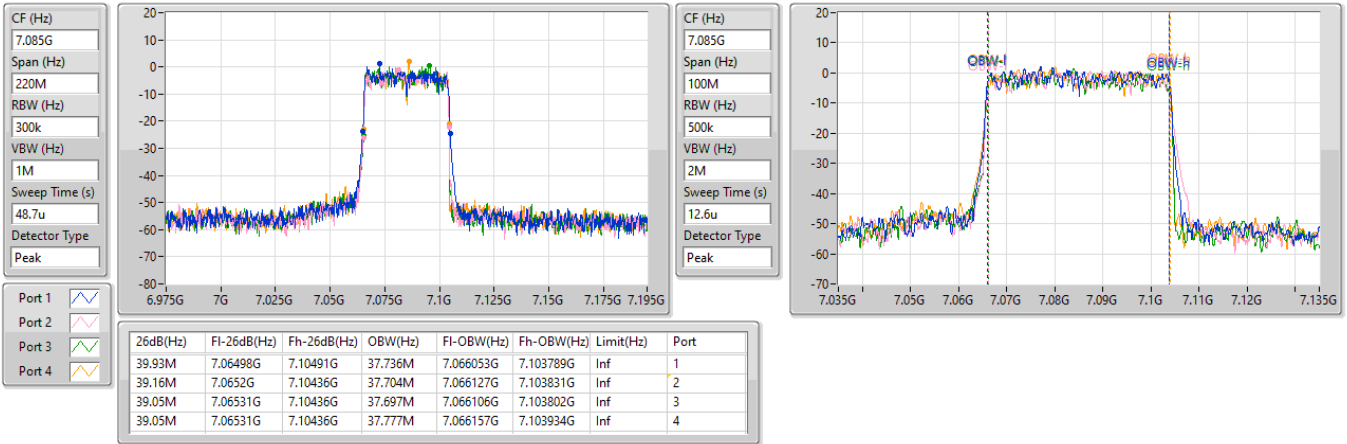 CF (Hz)
7.085G
Span (Hz)
220M
RBW (Hz)
300k
VBW (Hz)
1M
Sweep Time (s)
48.7u
Detector Type
Peak
20-
10-
0-
-10-
-20-
-30-
-40-
-50-
-60-
-70-
-80-
6.975G 7G 7.025G 7.05G 7.075G 7.1G 7.125G 7.15G 7.175G 7.195G
CF (Hz)
7.085G
Span (Hz)
100M
RBW (Hz)
500k
VBW (Hz)
2M
Sweep Time (s)
12.6u
Detector Type
Peak
20-
10-
0-
-10-
-20-
-30-
-40-
-50-
-60-
-70-
OBW-l OBW-h
7.035G 7.05G 7.06G 7.07G 7.08G 7.09G 7.1G 7.11G 7.12G 7.135G
Port 1
Port 2
Port 3
Port 4
26dB(Hz) Fl-26dB(Hz) Fh-26dB(Hz) OBW(Hz) Fl-OBW(Hz) Fh-OBW(Hz) Limit(Hz) Port
39.93M 7.06498G 7.10491G 37.736M 7.066053G 7.103789G Inf 1
39.16M 7.0652G 7.10436G 37.704M 7.066127G 7.103831G Inf 2
39.05M 7.06531G 7.10436G 37.697M 7.066106G 7.103802G Inf 3
39.05M 7.06531G 7.10436G 37.777M 7.066157G 7.103934G Inf 4